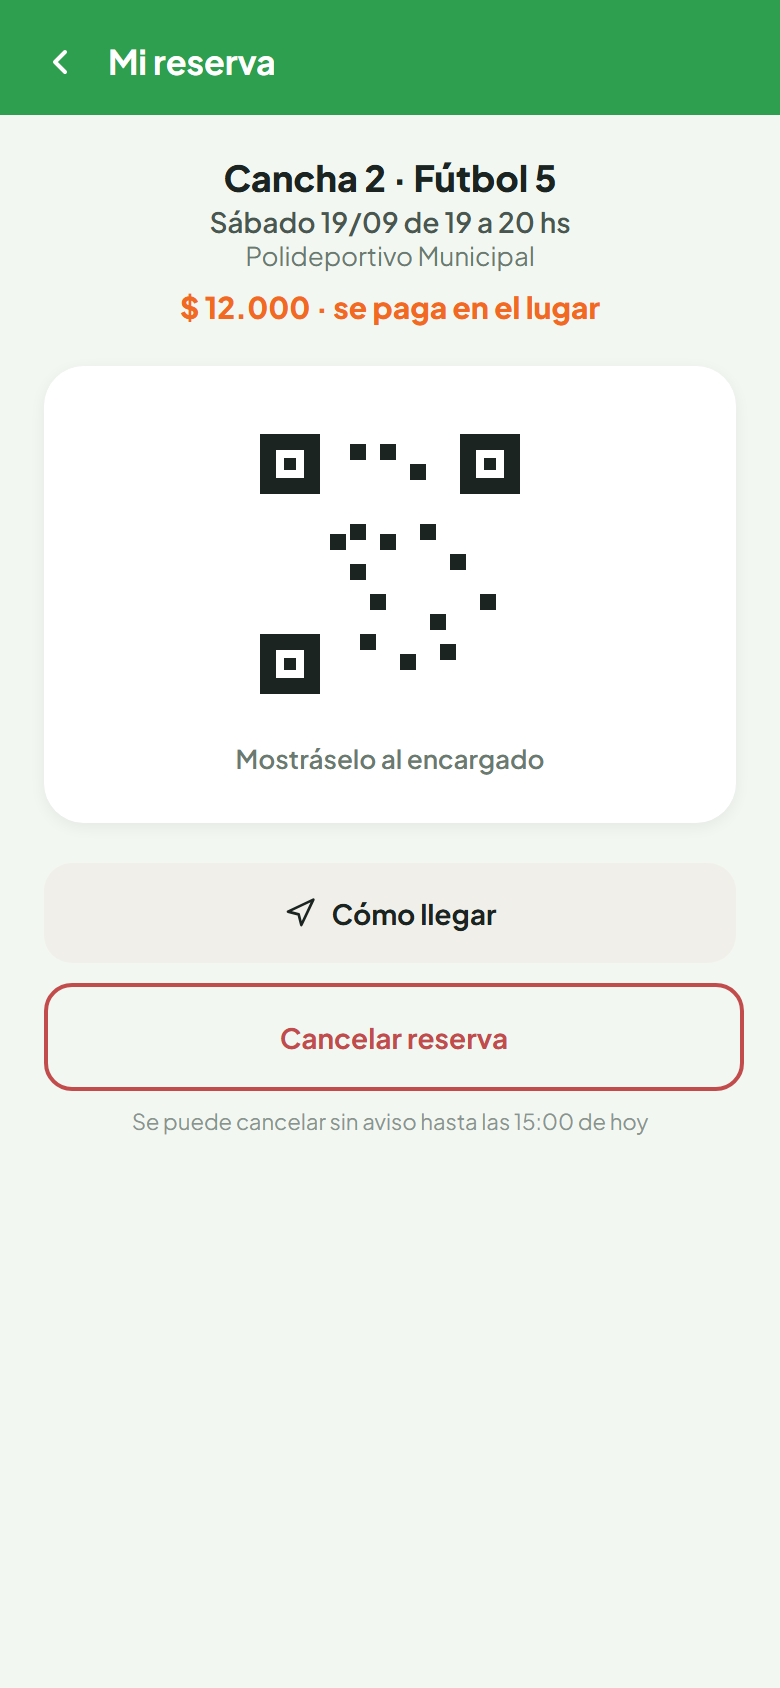 Mi reserva
Cancha 2 · Fútbol 5
Sábado 19/09 de 19 a 20 hs
Polideportivo Municipal
$ 12.000 · se paga en el lugar
Mostráselo al encargado
Cómo llegar
Cancelar reserva
Se puede cancelar sin aviso hasta las 15:00 de hoy